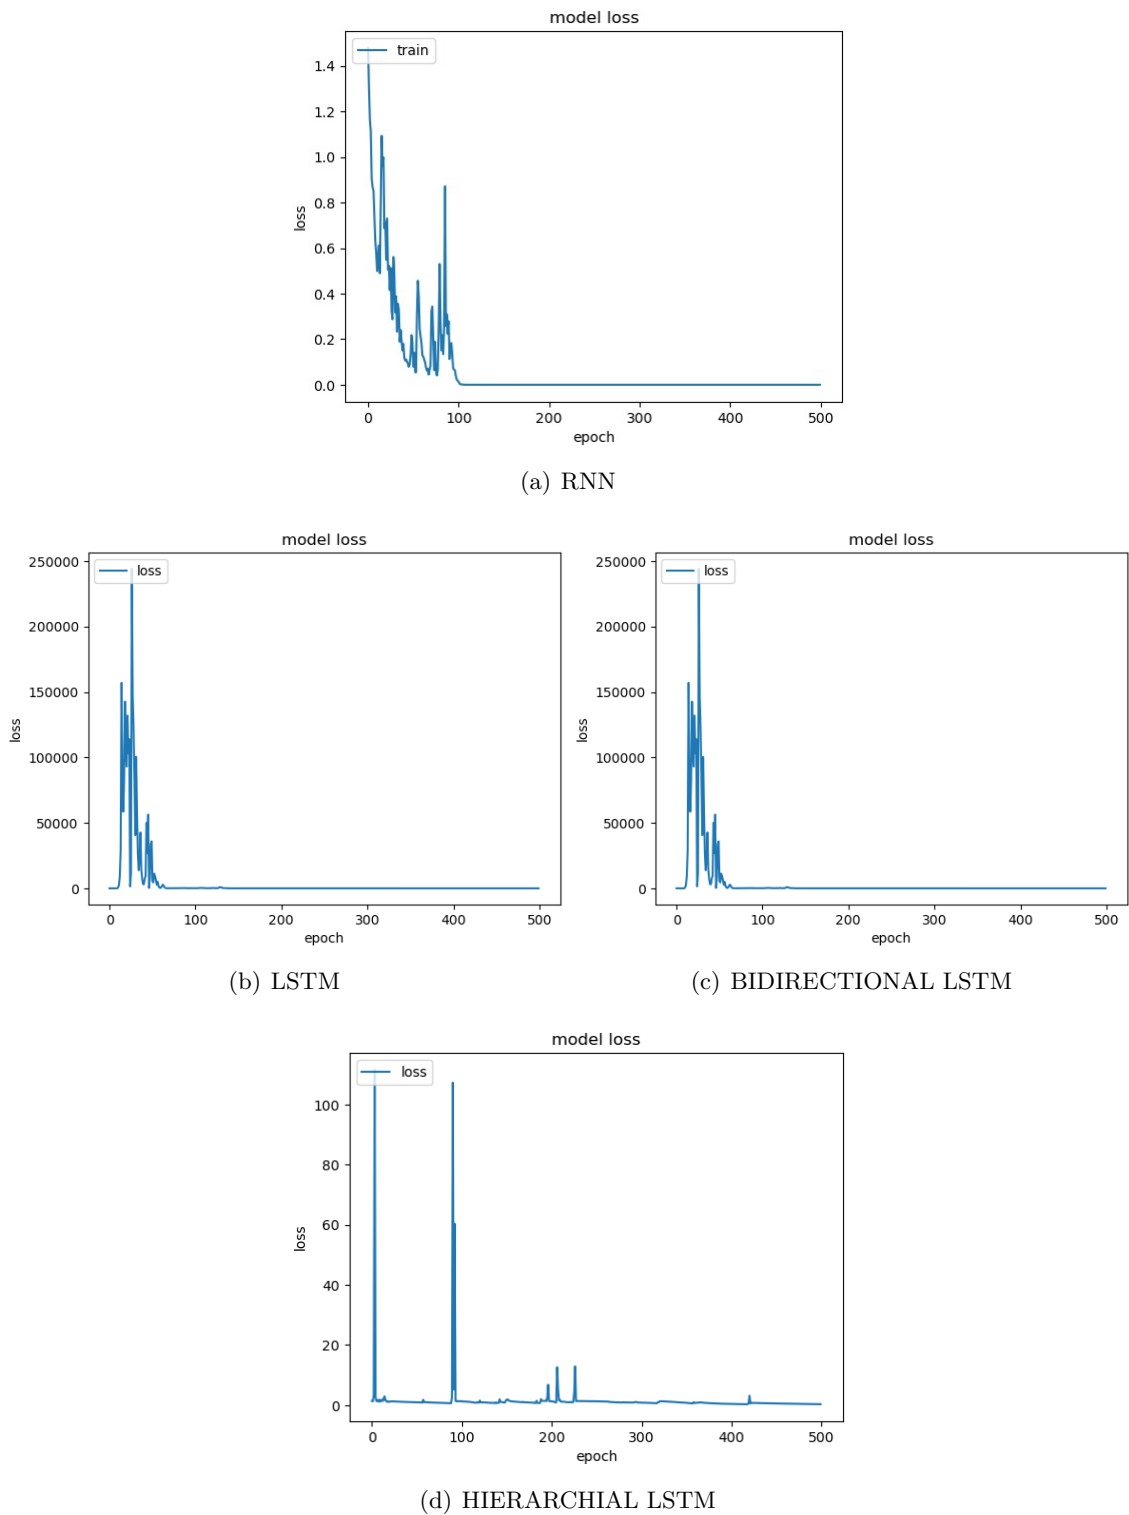 model loss
train
1.4
1.2
1.0
0.8
0.6
0.4
0.2
0.0
loss
0 100 200 300 400 500
epoch
(a) RNN
model loss
loss
250000
200000
150000
100000
50000
0
loss
0 100 200 300 400 500
epoch
(b) LSTM
model loss
loss
250000
200000
150000
100000
50000
0
loss
0 100 200 300 400 500
epoch
(c) BIDIRECTIONAL LSTM
model loss
loss
100
80
60
40
20
0
loss
0 100 200 300 400 500
epoch
(d) HIERARCHIAL LSTM